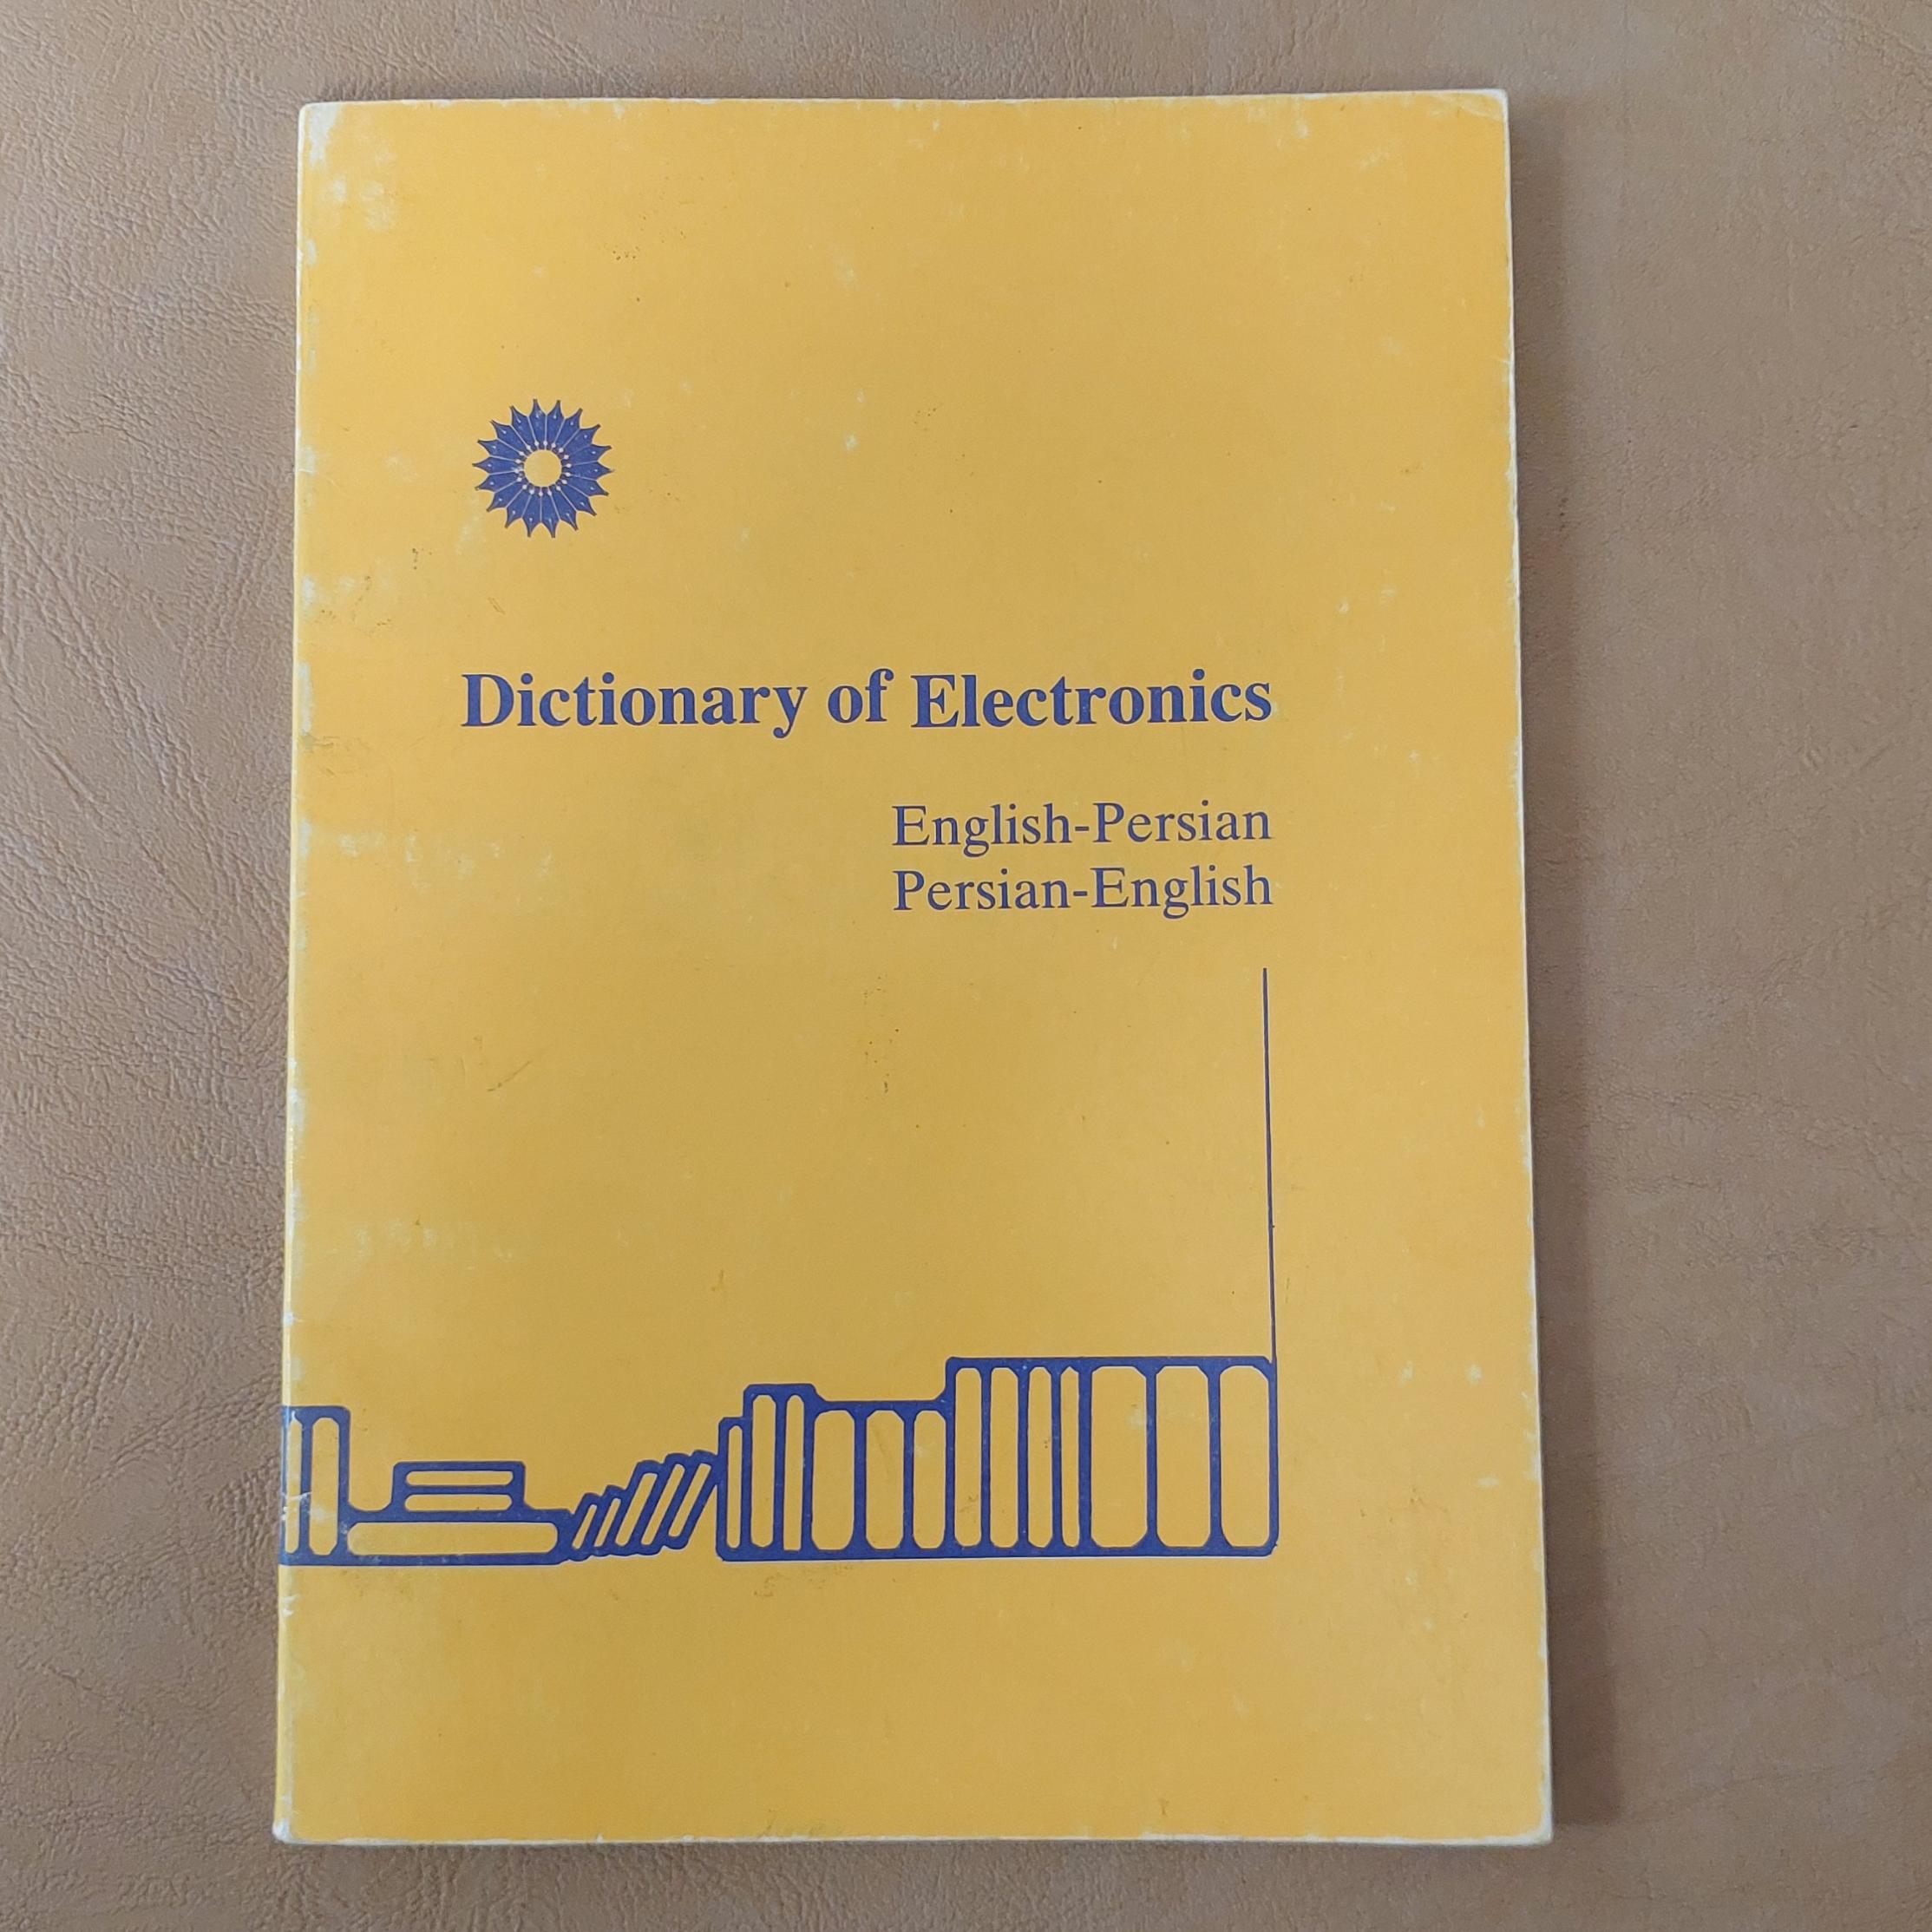 Dictionary of Electronics
English-Persian
Persian-English